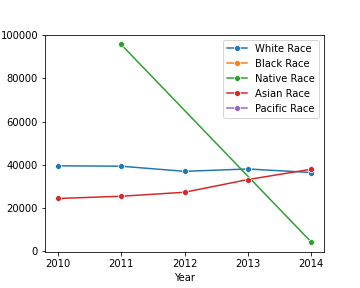 100000
80000
60000
40000
20000
0
White Race
Black Race
Native Race
Asian Race
Pacific Race
2010 2011 2012 2013 2014
Year